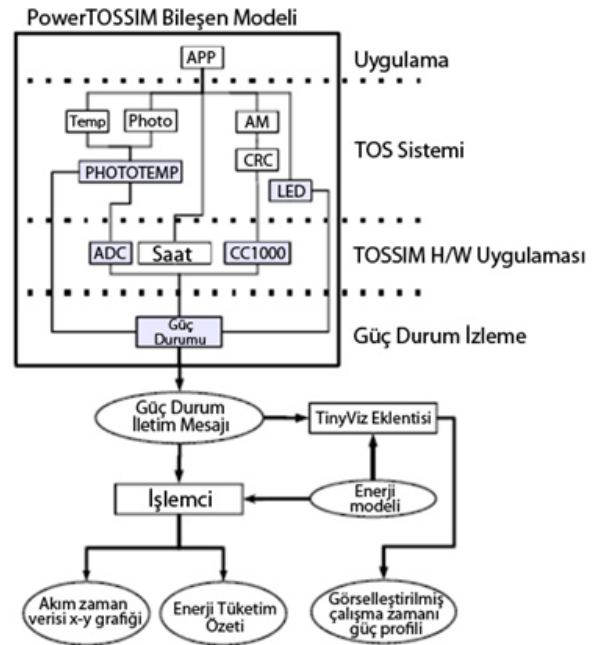 PowerTOSSIM Bileşen Modeli
APP
Uygulama
Temp
Photo
AM
TOS Sistemi
CRC
PHOTOTEMP
LED
ADC
Saat
CC1000
TOSSIM H/W Uygulaması
Güç
Durumu
Güç Durum İzleme
Güç Durum
İletim Mesajı
TinyViz Eklentisi
İşlemci
Enerji
modeli
Akım zaman
verisi x-y grafiği
Enerji Tüketim
Özeti
Görselleştirilmiş
çalışma zamanı
güç profili